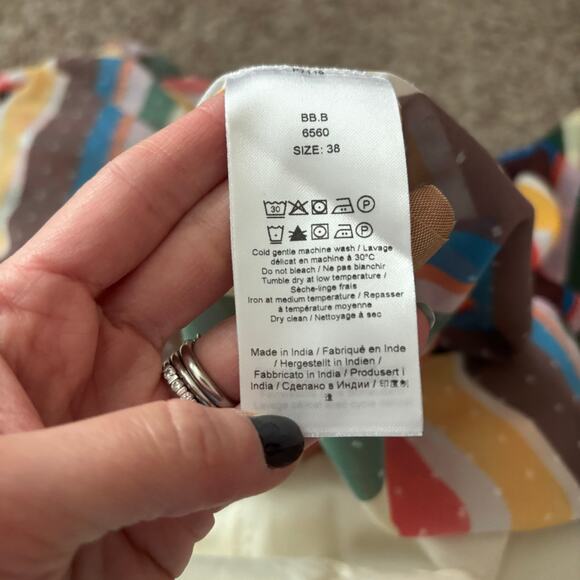 BB.B
6560
SIZE: 38
30 P
P
Cold gentle machine wash / Lavage
délicat en machine à 30°C
Do not bleach / Ne pas blanchir
Tumble dry at low temperature /
Sèche-linge frais
Iron at medium temperature / Repasser
à température moyenne
Dry clean / Nettoyage à sec
Made in India / Fabriqué en Inde
/ Hergestellt in Indien /
Fabbricato in India / Produsert i
India / Сделано в Индии / 印度制
造